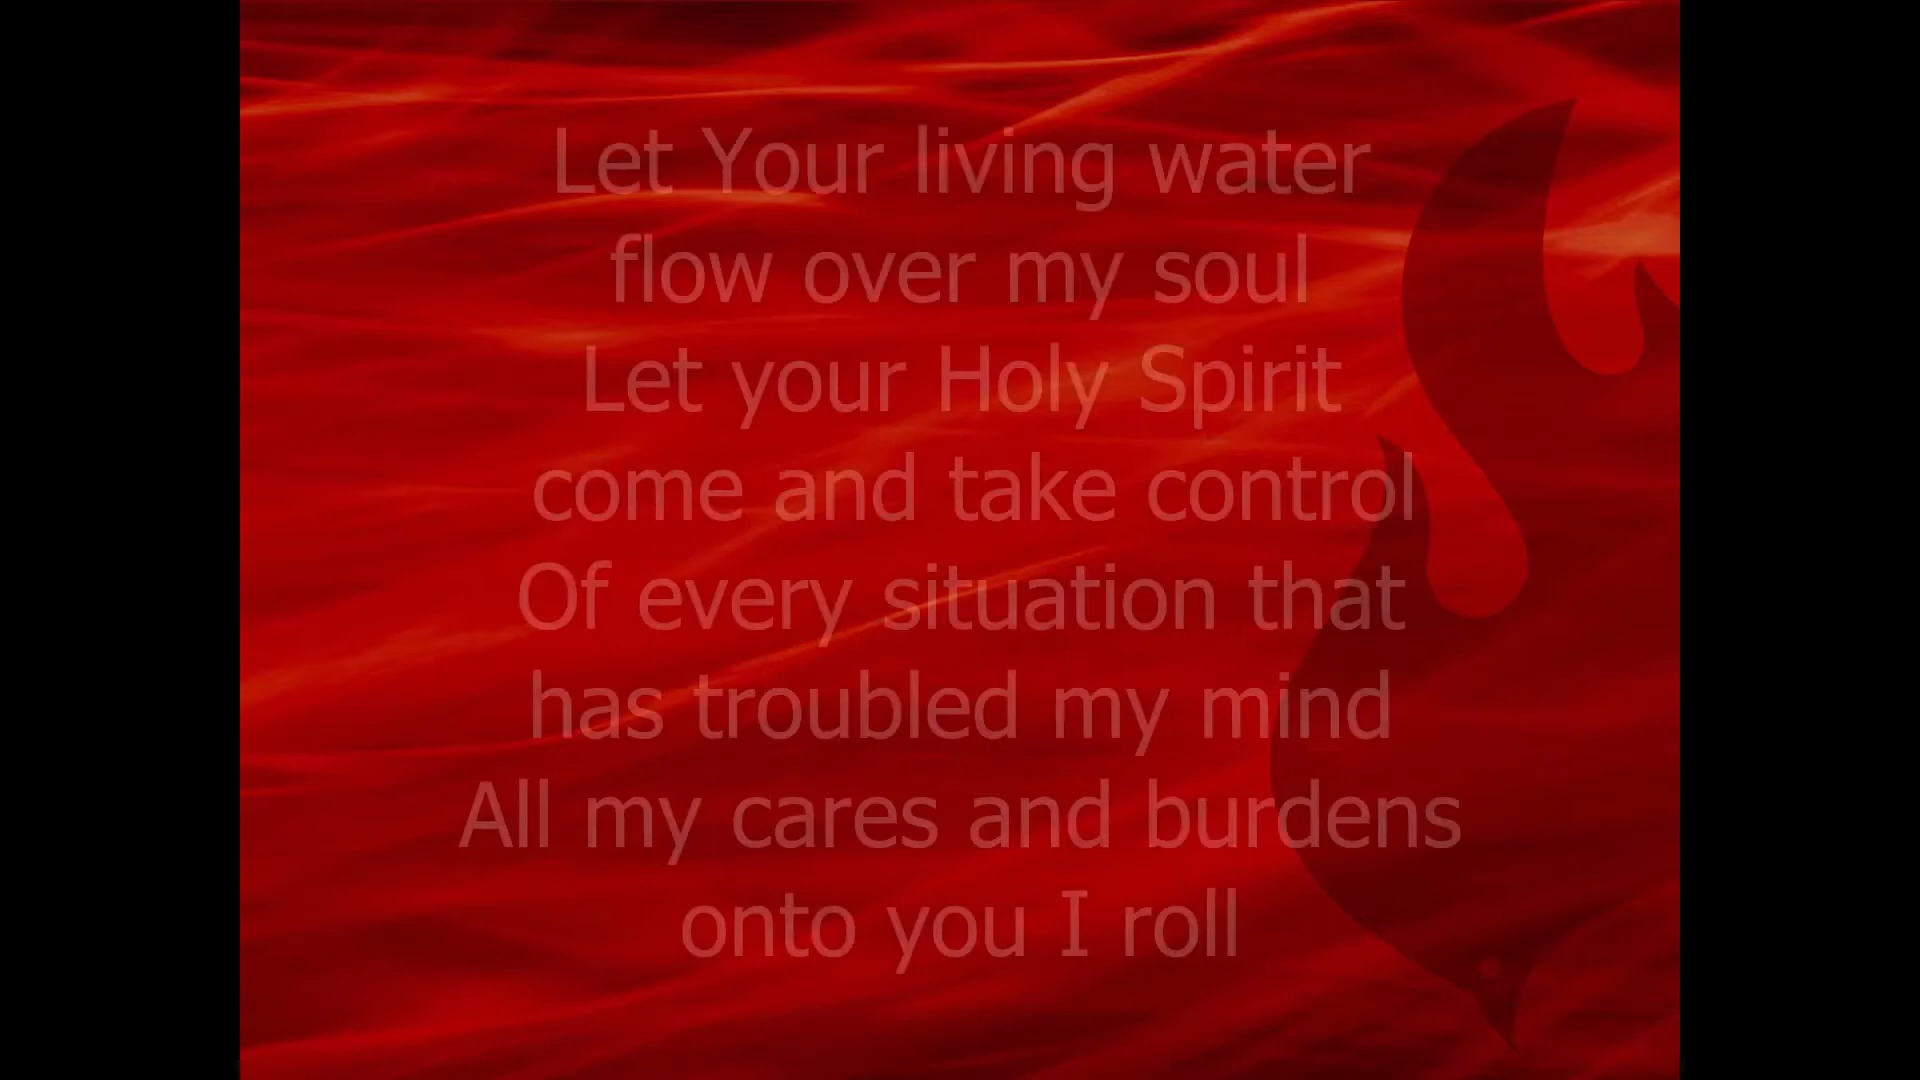 Let Your living water
flow over my soul
Let your Holy Spirit
come and take control
Of every situation that
has troubled my mind
All my cares and burdens
onto you I roll